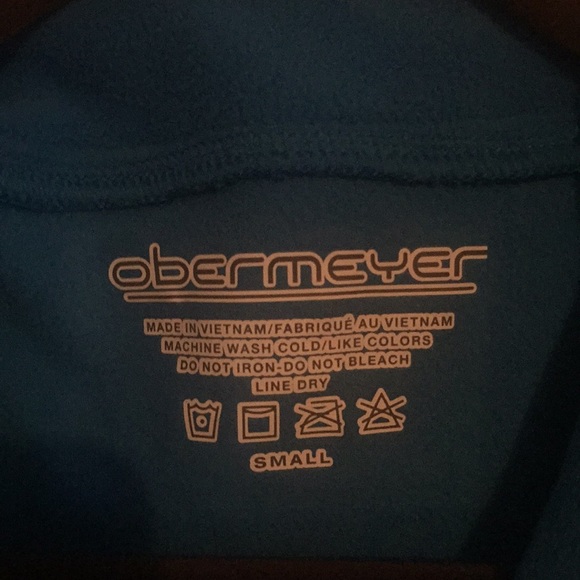 obermeyer
MADE IN VIETNAM/FABRIQUÉ AU VIETNAM
MACHINE WASH COLD/LIKE COLORS
DO NOT IRON-DO NOT BLEACH
LINE DRY
SMALL